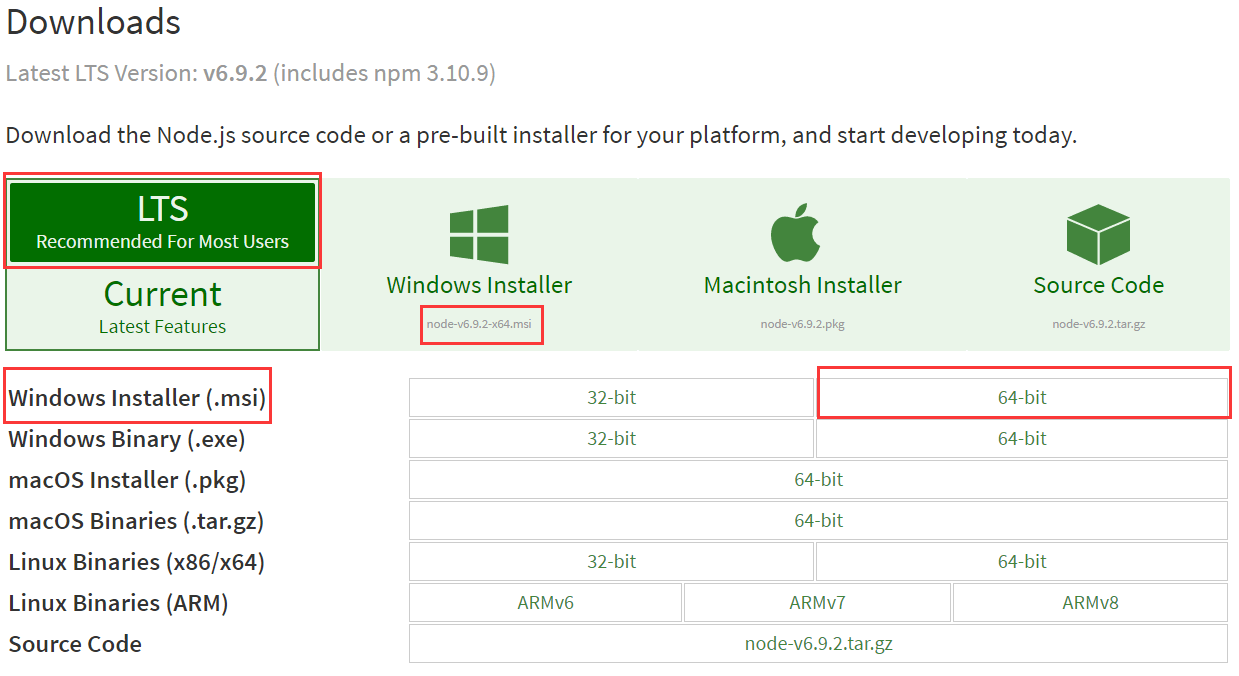 Downloads
Latest LTS Version: v6.9.2 (includes npm 3.10.9)
Download the Node.js source code or a pre-built installer for your platform, and start developing today.
LTS
Recommended For Most Users
Current
Latest Features
Windows Installer
node-v6.9.2-x64.msi
Macintosh Installer
node-v6.9.2.pkg
Source Code
node-v6.9.2.tar.gz
Windows Installer (.msi) 32-bit 64-bit
Windows Binary (.exe) 32-bit 64-bit
macOS Installer (.pkg) 64-bit
macOS Binaries (.tar.gz) 64-bit
Linux Binaries (x86/x64) 32-bit 64-bit
Linux Binaries (ARM) ARMv6 ARMv7 ARMv8
Source Code node-v6.9.2.tar.gz